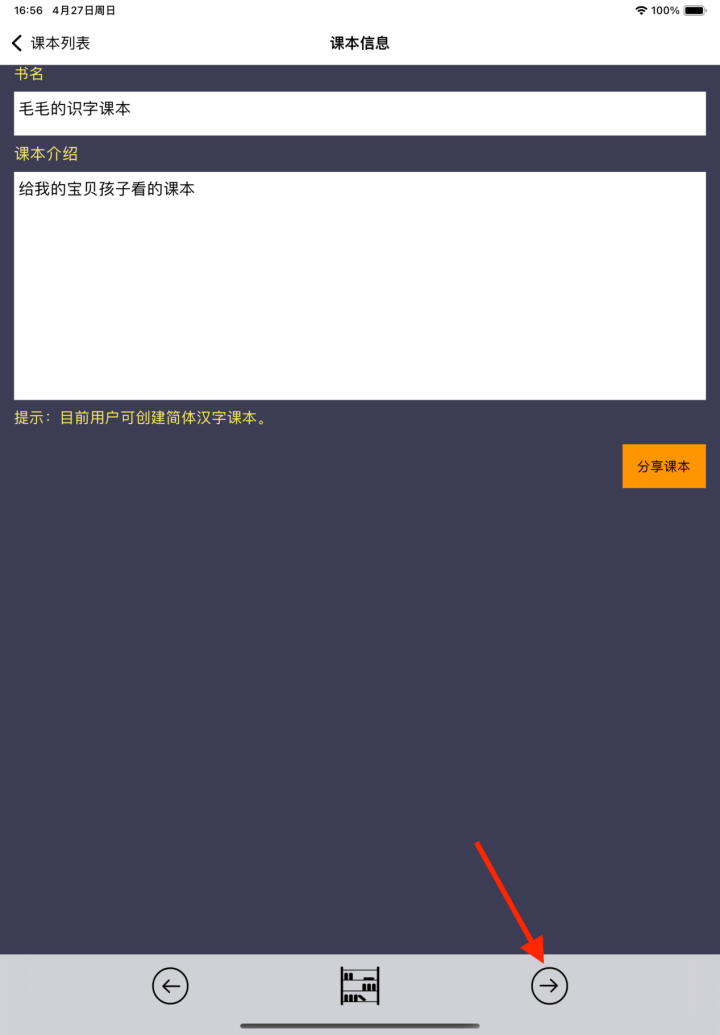 16:56 4月27日周日 100%
课本列表 课本信息
书名
毛毛的识字课本
课本介绍
给我的宝贝孩子看的课本
提示：目前用户可创建简体汉字课本。
分享课本